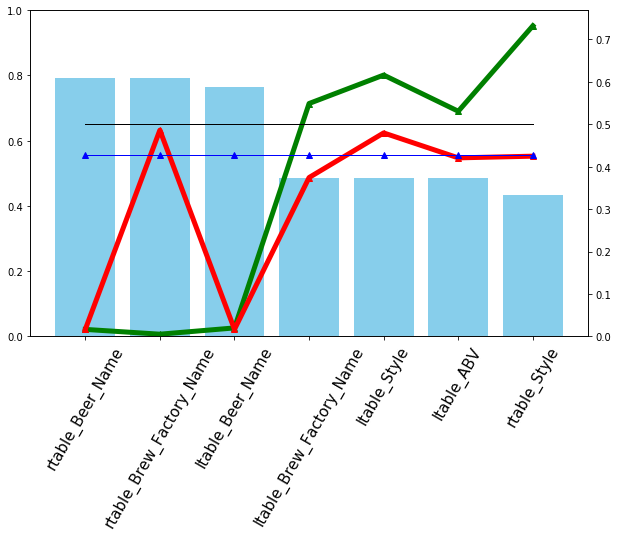 1.0
0.8
0.6
0.4
0.2
0.0
0.7
0.6
0.5
0.4
0.3
0.2
0.1
0.0
rtable_Beer_Name
rtable_Brew_Factory_Name
ltable_Beer_Name
ltable_Brew_Factory_Name
ltable_Style
ltable_ABV
rtable_Style